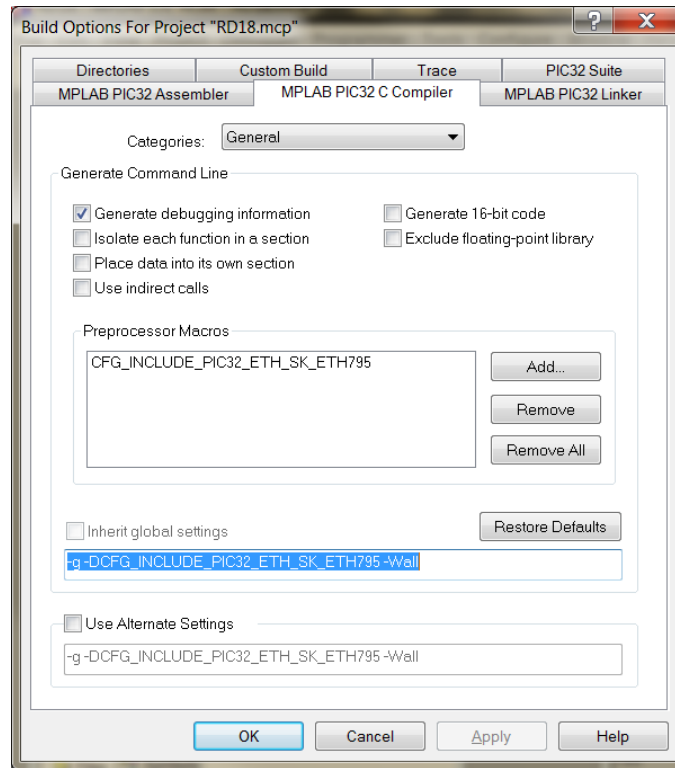 Build Options For Project "RD18.mcp"
Directories Custom Build Trace PIC32 Suite
MPLAB PIC32 Assembler MPLAB PIC32 C Compiler MPLAB PIC32 Linker
Categories: General
Generate Command Line
Generate debugging information Generate 16-bit code
Isolate each function in a section Exclude floating-point library
Place data into its own section
Use indirect calls
Preprocessor Macros
CFG_INCLUDE_PIC32_ETH_SK_ETH795
Add...
Remove
Remove All
Inherit global settings Restore Defaults
-g -DCFG_INCLUDE_PIC32_ETH_SK_ETH795 -Wall
Use Alternate Settings
-g -DCFG_INCLUDE_PIC32_ETH_SK_ETH795 -Wall
OK Cancel Apply Help